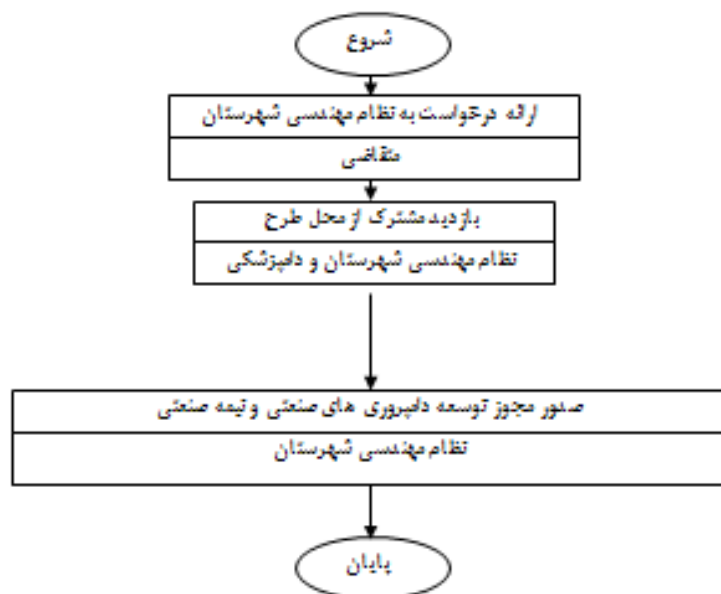 شروع
ارائه درخواست به نظام مهندسی شهرستان
متقاضی
بازدید مشترک از محل طرح
نظام مهندسی شهرستان و دامپزشکی
صدور مجوز توسعه دامپروری های صنعتی و نیمه صنعتی
نظام مهندسی شهرستان
پایان